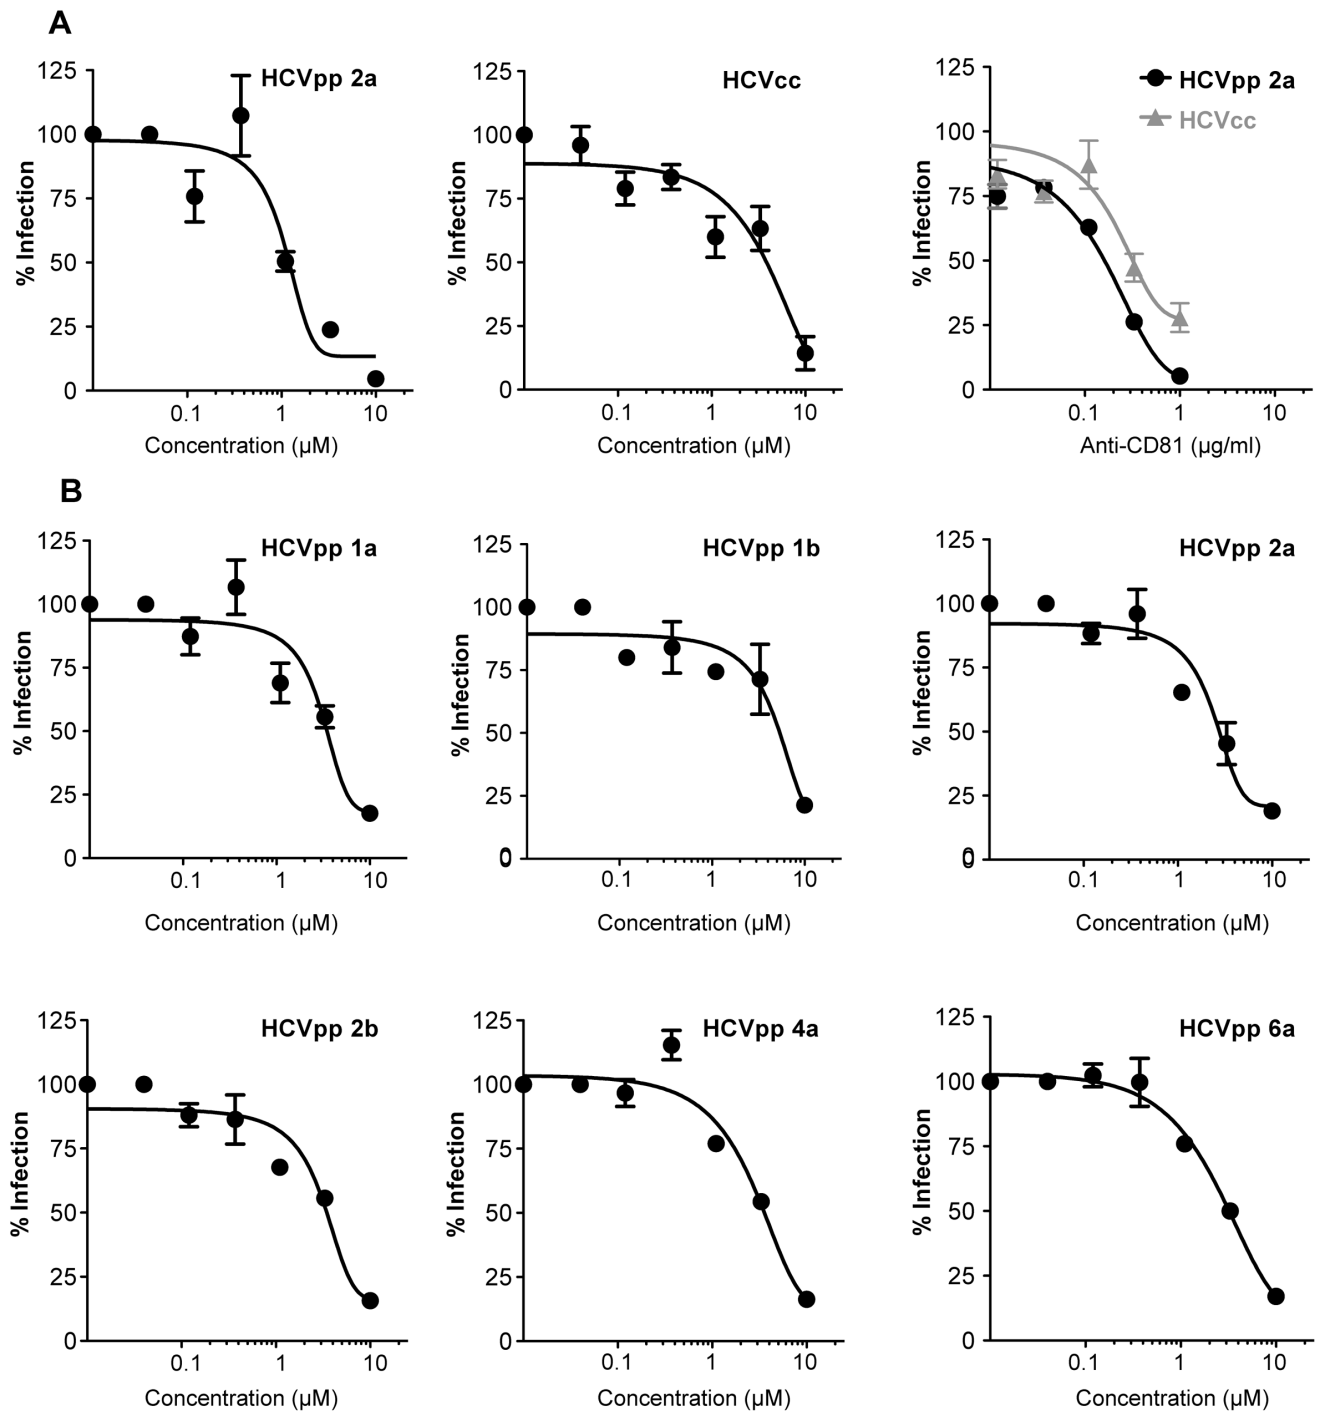 A
HCVpp 2a
125
100
75
50
25
0
% Infection
0.1 1 10
Concentration (µM)
HCVcc
125
100
75
50
25
0
% Infection
0.1 1 10
Concentration (µM)
HCVpp 2a
HCVcc
125
100
75
50
25
0
% Infection
0.1 1 10
Anti-CD81 (µg/ml)
B
HCVpp 1a
125
100
75
50
25
0
% Infection
0.1 1 10
Concentration (µM)
HCVpp 1b
125
100
75
50
25
0
% Infection
0.1 1 10
Concentration (µM)
HCVpp 2a
125
100
75
50
25
0
% Infection
0.1 1 10
Concentration (µM)
HCVpp 2b
125
100
75
50
25
0
% Infection
0.1 1 10
Concentration (µM)
HCVpp 4a
125
100
75
50
25
0
% Infection
0.1 1 10
Concentration (µM)
HCVpp 6a
125
100
75
50
25
0
% Infection
0.1 1 10
Concentration (µM)